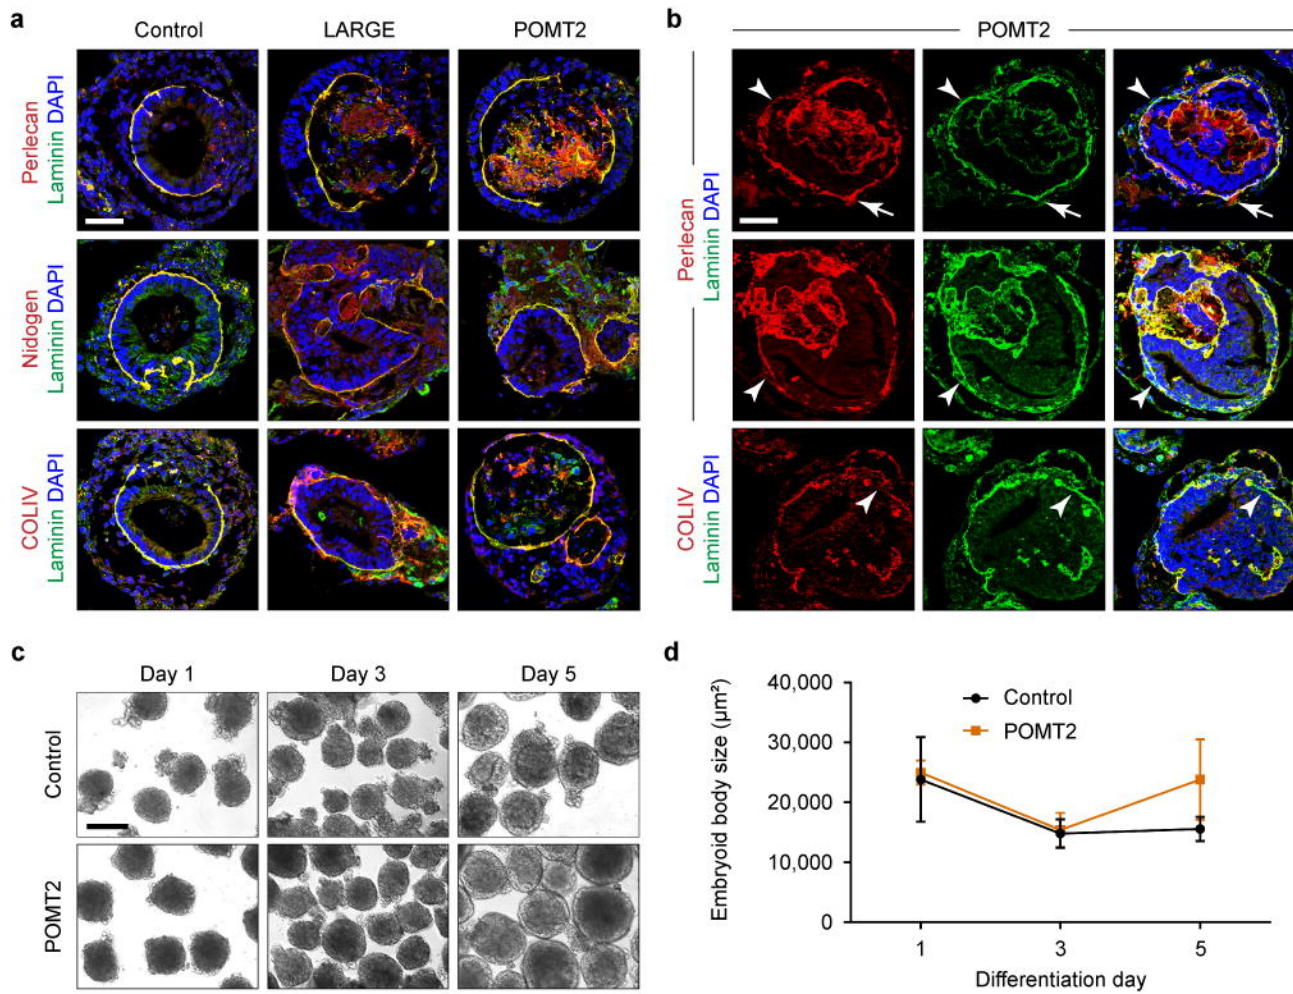 a
Control
LARGE
POMT2
Perlecan
Laminin DAPI
Nidogen
Laminin DAPI
COLIV
Laminin DAPI
b
POMT2
Perlecan
Laminin DAPI
COLIV
Laminin DAPI
c
Day 1
Day 3
Day 5
Control
POMT2
d
Embryoid body size (µm²)
40,000
30,000
20,000
10,000
0
Control
POMT2
1
3
5
Differentiation day